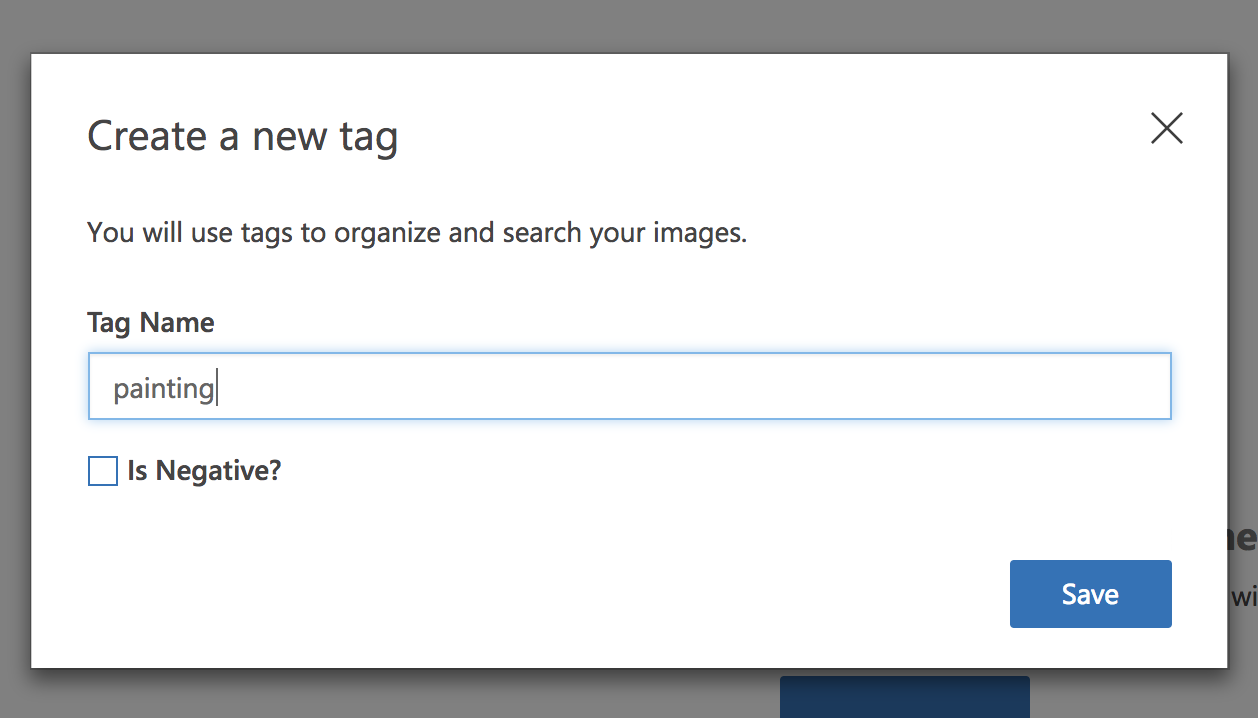 Create a new tag
You will use tags to organize and search your images.
Tag Name
painting
Is Negative?
Save